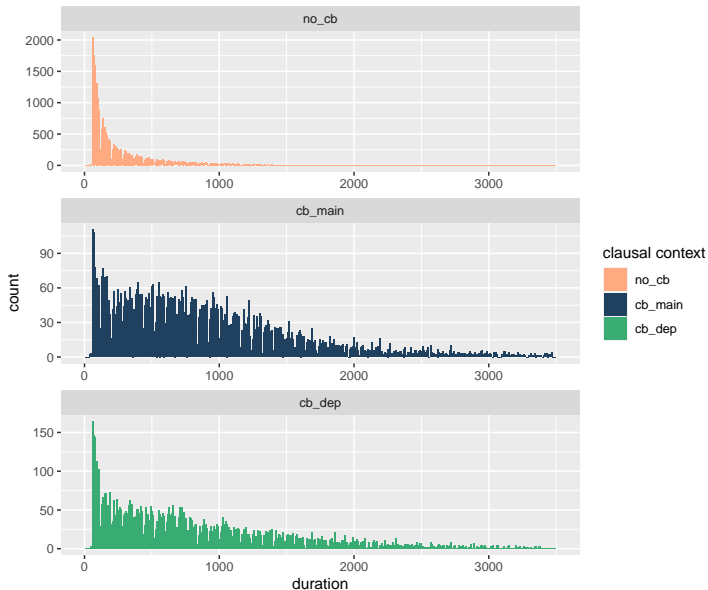 no_cb
2000
1500
1000
500
0
0 1000 2000 3000
cb_main
90
60
30
0
0 1000 2000 3000
cb_dep
150
100
50
0
0 1000 2000 3000
duration
count
clausal context
no_cb
cb_main
cb_dep